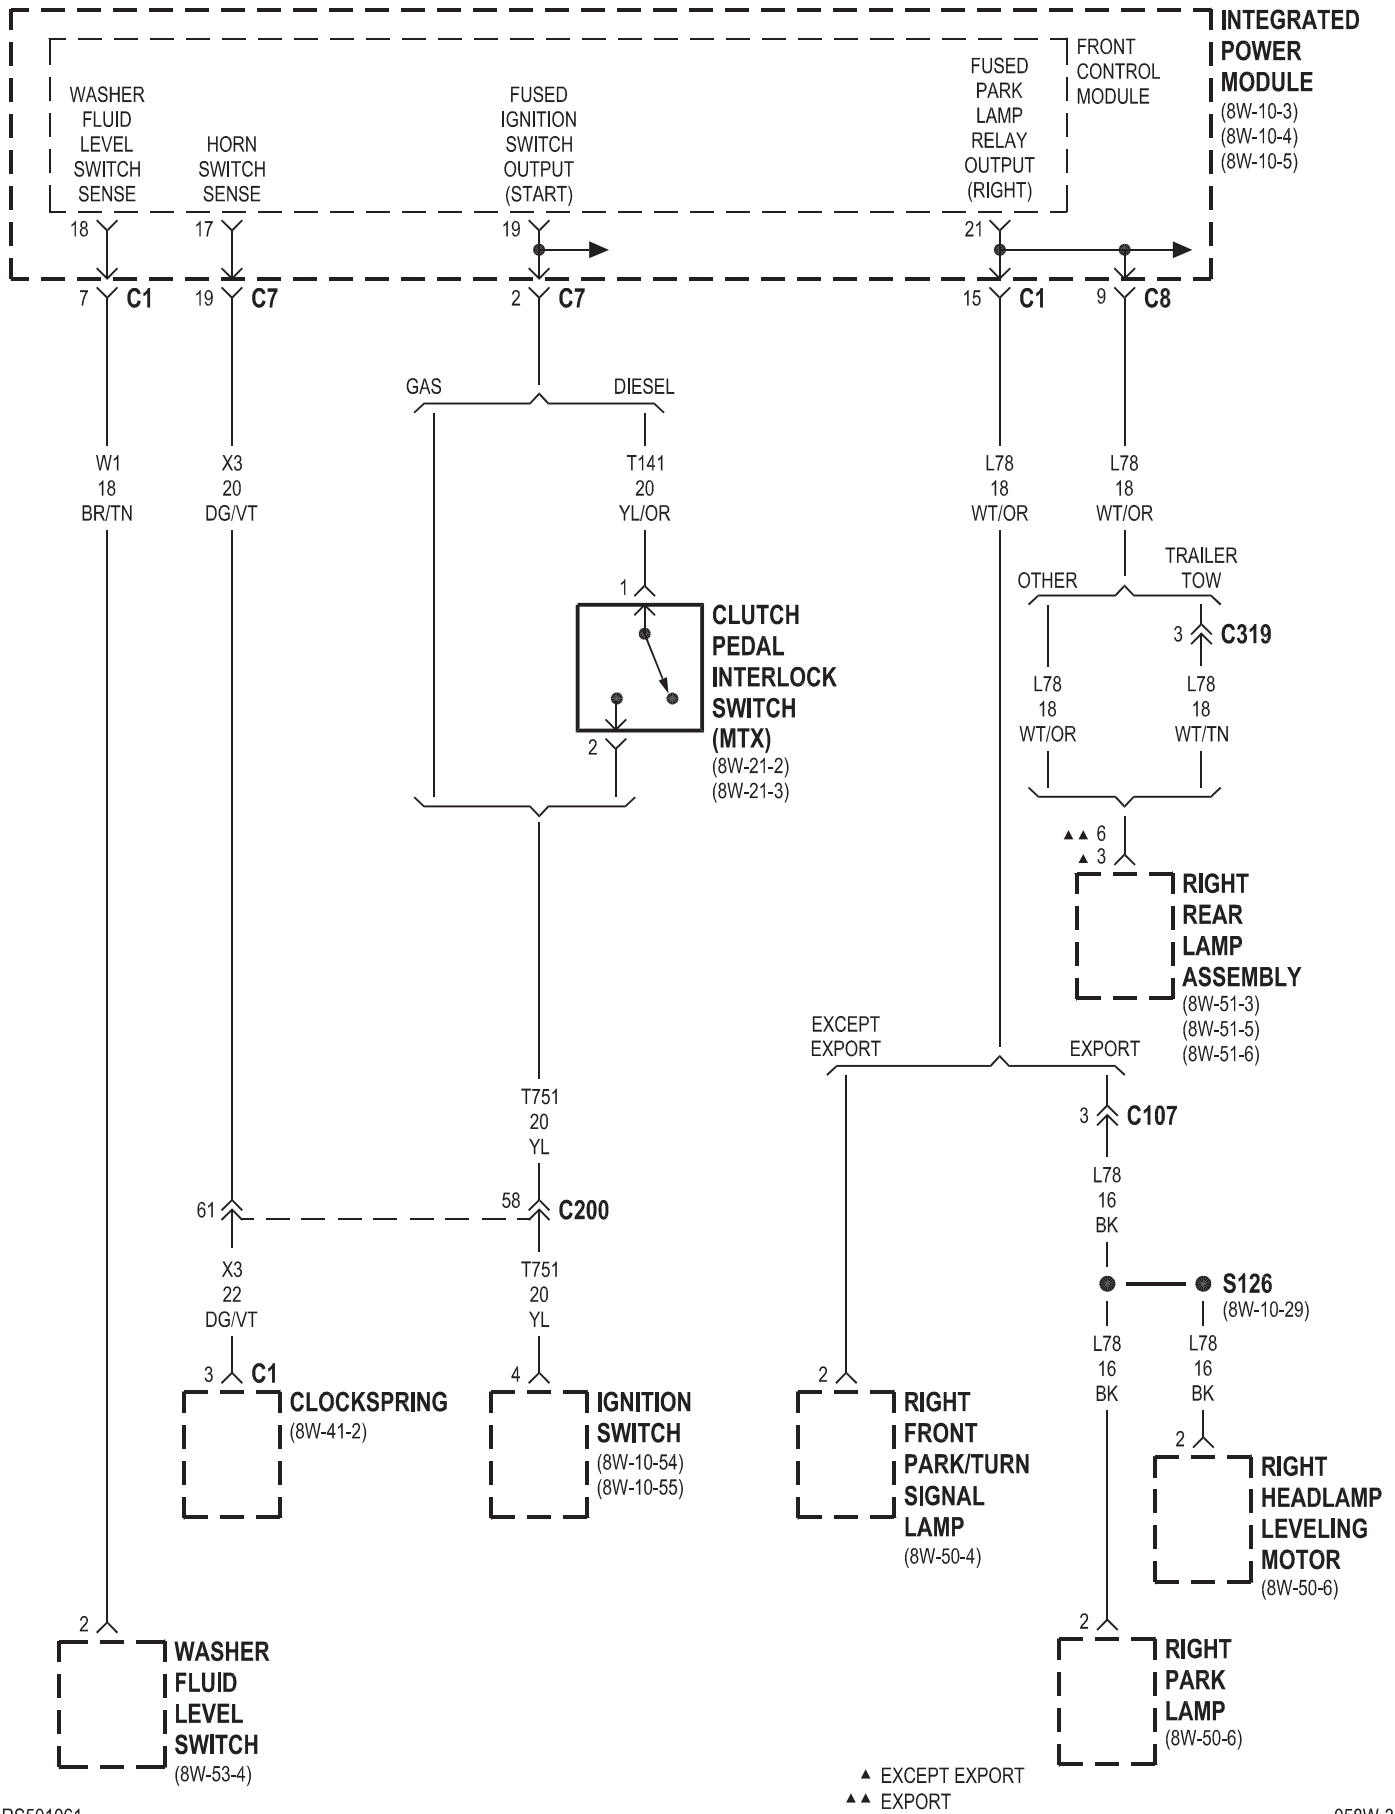 INTEGRATED
POWER
MODULE
(8W-10-3)
(8W-10-4)
(8W-10-5)
FRONT
CONTROL
MODULE
WASHER
FLUID
LEVEL
SWITCH
SENSE
HORN
SWITCH
SENSE
FUSED
IGNITION
SWITCH
OUTPUT
(START)
FUSED
PARK
LAMP
RELAY
OUTPUT
(RIGHT)
18
17
19
21
7 C1
19 C7
2 C7
15 C1
9 C8
GAS
DIESEL
W1
18
BR/TN
X3
20
DG/VT
T141
20
YL/OR
L78
18
WT/OR
L78
18
WT/OR
1
CLUTCH
PEDAL
INTERLOCK
SWITCH
(MTX)
(8W-21-2)
(8W-21-3)
2
OTHER
TRAILER
TOW
3 C319
L78
18
WT/OR
L78
18
WT/TN
▲▲ 6
▲ 3
RIGHT
REAR
LAMP
ASSEMBLY
(8W-51-3)
(8W-51-5)
(8W-51-6)
EXCEPT
EXPORT
EXPORT
3 C107
T751
20
YL
L78
16
BK
61
58 C200
X3
22
DG/VT
T751
20
YL
S126
(8W-10-29)
L78
16
BK
L78
16
BK
3 C1
CLOCKSPRING
(8W-41-2)
4
IGNITION
SWITCH
(8W-10-54)
(8W-10-55)
2
RIGHT
FRONT
PARK/TURN
SIGNAL
LAMP
(8W-50-4)
2
RIGHT
HEADLAMP
LEVELING
MOTOR
(8W-50-6)
2
WASHER
FLUID
LEVEL
SWITCH
(8W-53-4)
2
RIGHT
PARK
LAMP
(8W-50-6)
▲ EXCEPT EXPORT
▲▲ EXPORT